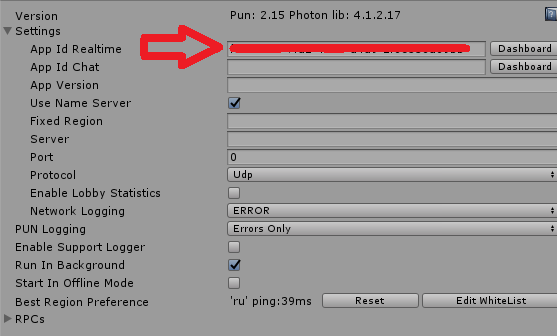 Version Pun: 2.15 Photon lib: 4.1.2.17
Settings
App Id Realtime Dashboard
App Id Chat Dashboard
App Version
Use Name Server
Fixed Region
Server
Port 0
Protocol Udp
Enable Lobby Statistics
Network Logging ERROR
PUN Logging Errors Only
Enable Support Logger
Run In Background
Start In Offline Mode
Best Region Preference 'ru' ping:39ms Reset Edit WhiteList
RPCs